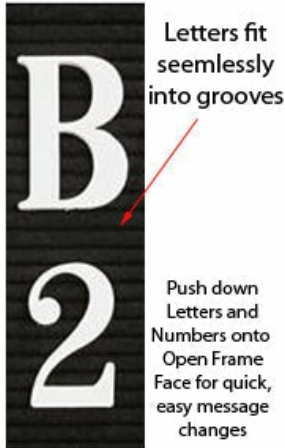 Letters fit
seemlessly
into grooves
B
2
Push down
Letters and
Numbers onto
Open Frame
Face for quick,
easy message
changes